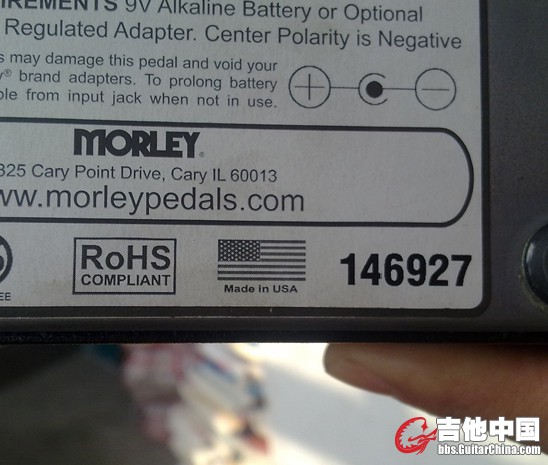 REMENTS 9V Alkaline Battery or Optional
Regulated Adapter. Center Polarity is Negative
s may damage this pedal and void your
® brand adapters. To prolong battery
ble from input jack when not in use.
MORLEY®
325 Cary Point Drive, Cary IL 60013
ww.morleypedals.com
RoHS
COMPLIANT
Made in USA
146927
EE
吉他中国
bbs.GuitarChina.com